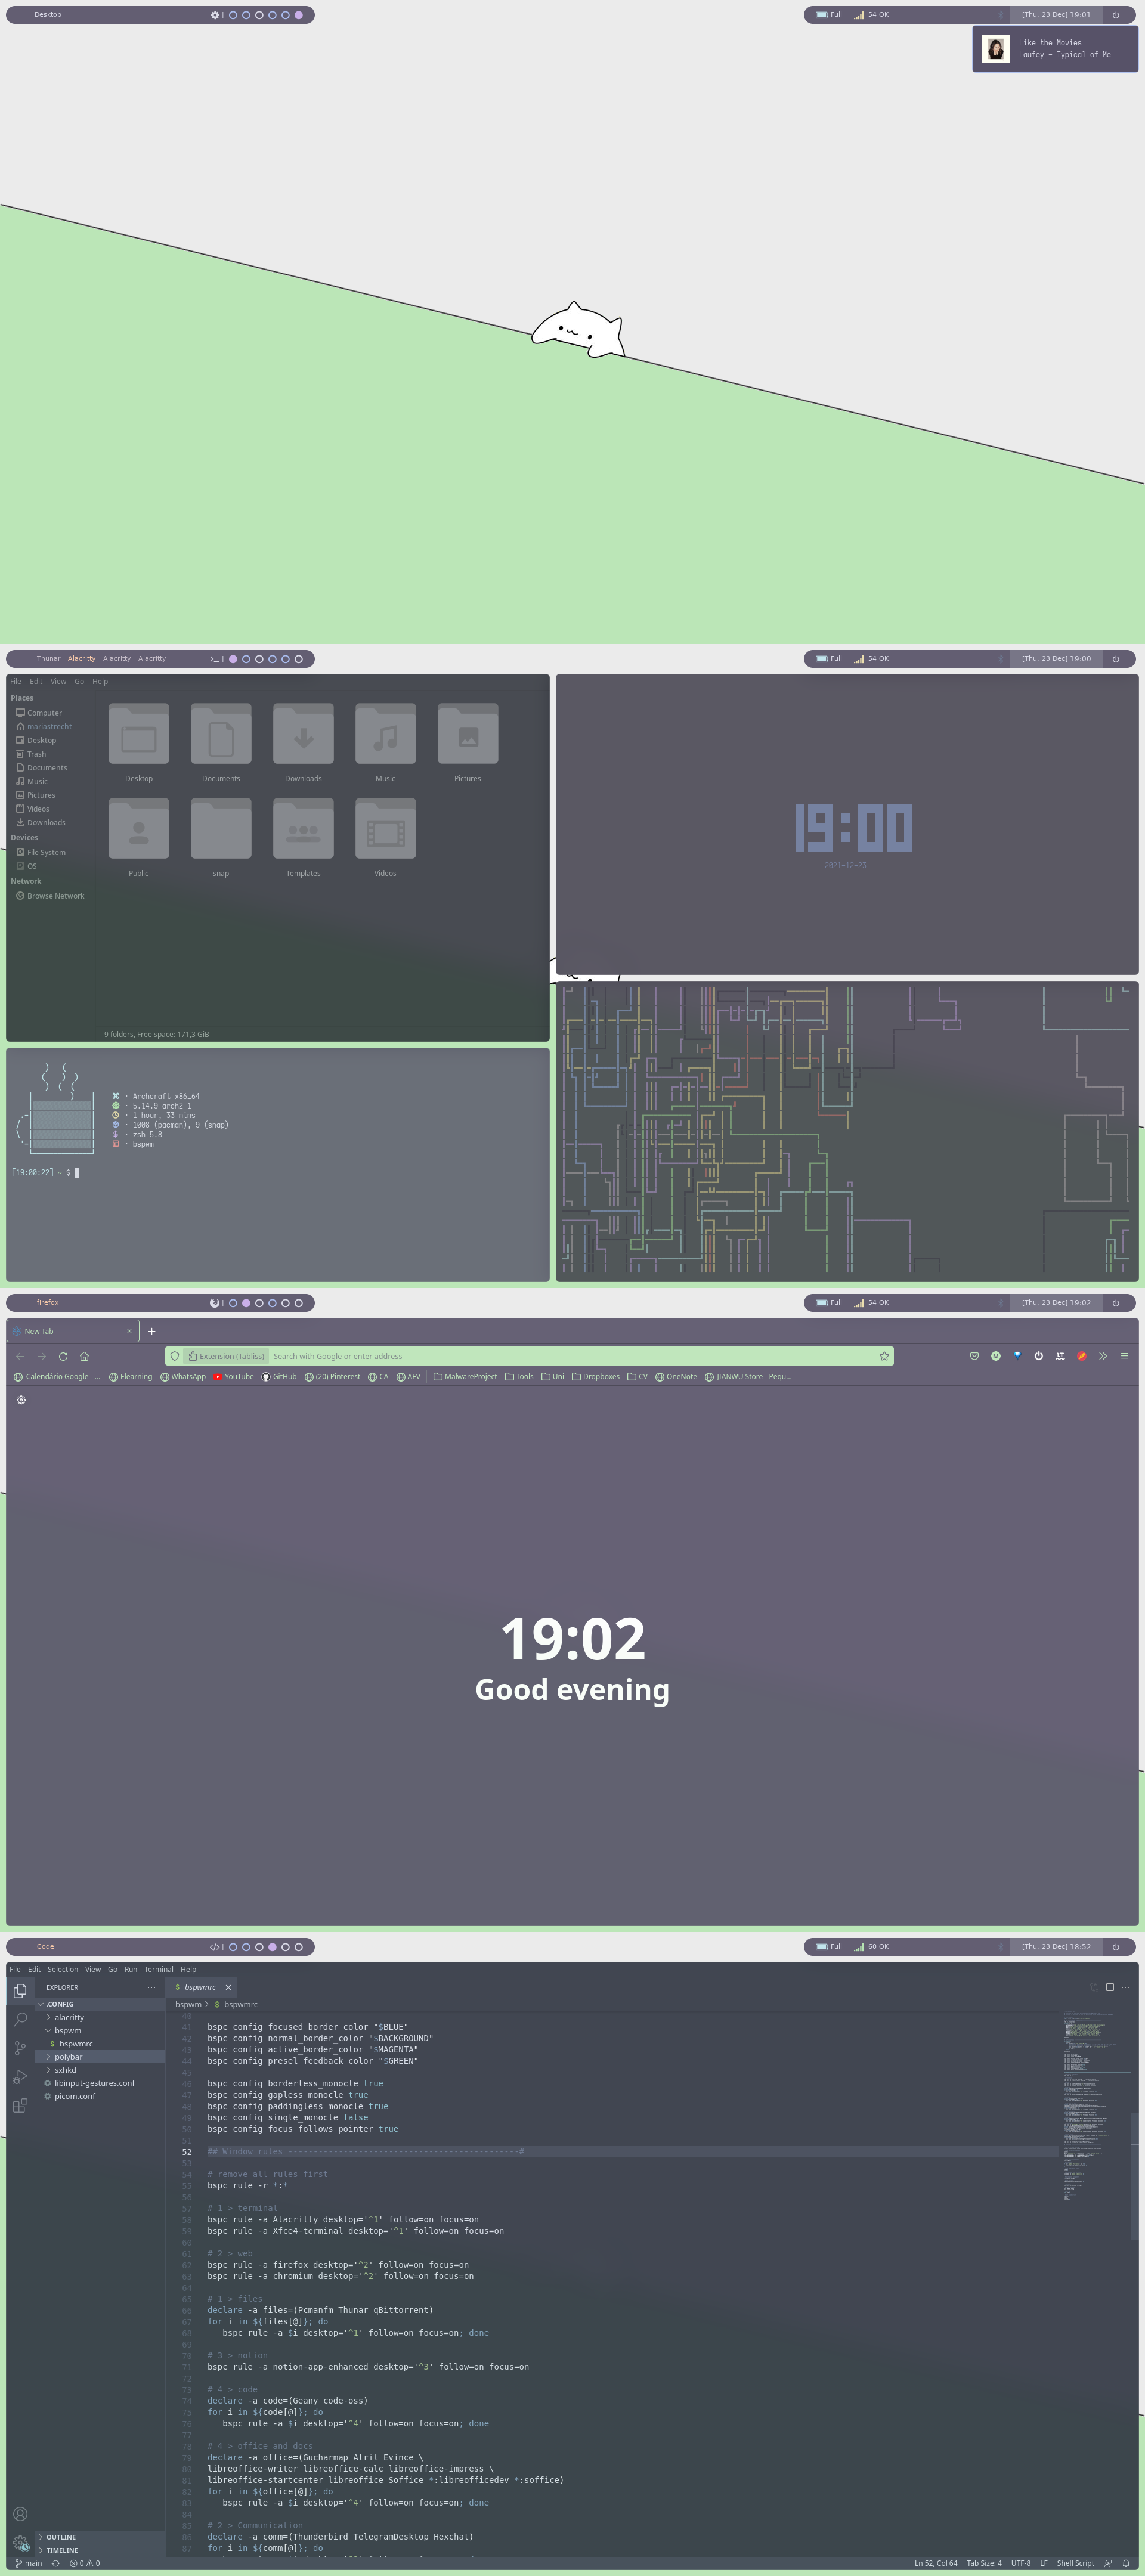 Desktop
Full 54 OK [Thu, 23 Dec] 19:01
Like the Movies
Laufey - Typical of Me
Thunar Alacritty Alacritty Alacritty >_ |
Full 54 OK [Thu, 23 Dec] 19:00
File Edit View Go Help
Places
Computer
mariastrecht
Desktop
Trash
Documents
Music
Pictures
Videos
Downloads
Devices
File System
OS
Network
Browse Network
Desktop Documents Downloads Music Pictures
Public snap Templates Videos
9 folders, Free space: 171,3 GiB
19:00
2021-12-23
Archcraft x86_64
5.14.9-arch2-1
1 hour, 33 mins
1008 (pacman), 9 (snap)
zsh 5.8
bspwm
[19:00:22] ~ $
firefox
Full 54 OK [Thu, 23 Dec] 19:02
New Tab
Extension (Tabliss) Search with Google or enter address
Calendário Google - ... Elearning WhatsApp YouTube GitHub (20) Pinterest CA AEV MalwareProject Tools Uni Dropboxes CV OneNote JIANWU Store - Pequ...
19:02
Good evening
Code </> |
Full 60 OK [Thu, 23 Dec] 18:52
File Edit Selection View Go Run Terminal Help
EXPLORER ...
.CONFIG
alacritty
bspwm
$ bspwmrc
polybar
sxhkd
libinput-gestures.conf
picom.conf
OUTLINE
TIMELINE
$ bspwmrc
bspwm > $ bspwmrc
40
41 bspc config focused_border_color "$BLUE"
42 bspc config normal_border_color "$BACKGROUND"
43 bspc config active_border_color "$MAGENTA"
44 bspc config presel_feedback_color "$GREEN"
45
46 bspc config borderless_monocle true
47 bspc config gapless_monocle true
48 bspc config paddingless_monocle true
49 bspc config single_monocle false
50 bspc config focus_follows_pointer true
51
52 ## Window rules ----------------------------------------------#
53
54 # remove all rules first
55 bspc rule -r *:*
56
57 # 1 > terminal
58 bspc rule -a Alacritty desktop='^1' follow=on focus=on
59 bspc rule -a Xfce4-terminal desktop='^1' follow=on focus=on
60
61 # 2 > web
62 bspc rule -a firefox desktop='^2' follow=on focus=on
63 bspc rule -a chromium desktop='^2' follow=on focus=on
64
65 # 1 > files
66 declare -a files=(Pcmanfm Thunar qBittorrent)
67 for i in ${files[@]}; do
68 bspc rule -a $i desktop='^1' follow=on focus=on; done
69
70 # 3 > notion
71 bspc rule -a notion-app-enhanced desktop='^3' follow=on focus=on
72
73 # 4 > code
74 declare -a code=(Geany code-oss)
75 for i in ${code[@]}; do
76 bspc rule -a $i desktop='^4' follow=on focus=on; done
77
78 # 4 > office and docs
79 declare -a office=(Gucharmap Atril Evince \
80 libreoffice-writer libreoffice-calc libreoffice-impress \
81 libreoffice-startcenter libreoffice Soffice *:libreofficedev *:soffice)
82 for i in ${office[@]}; do
83 bspc rule -a $i desktop='^4' follow=on focus=on; done
84
85 # 2 > Communication
86 declare -a comm=(Thunderbird TelegramDesktop Hexchat)
87 for i in ${comm[@]}; do
main 0 0
Ln 52, Col 64 Tab Size: 4 UTF-8 LF Shell Script